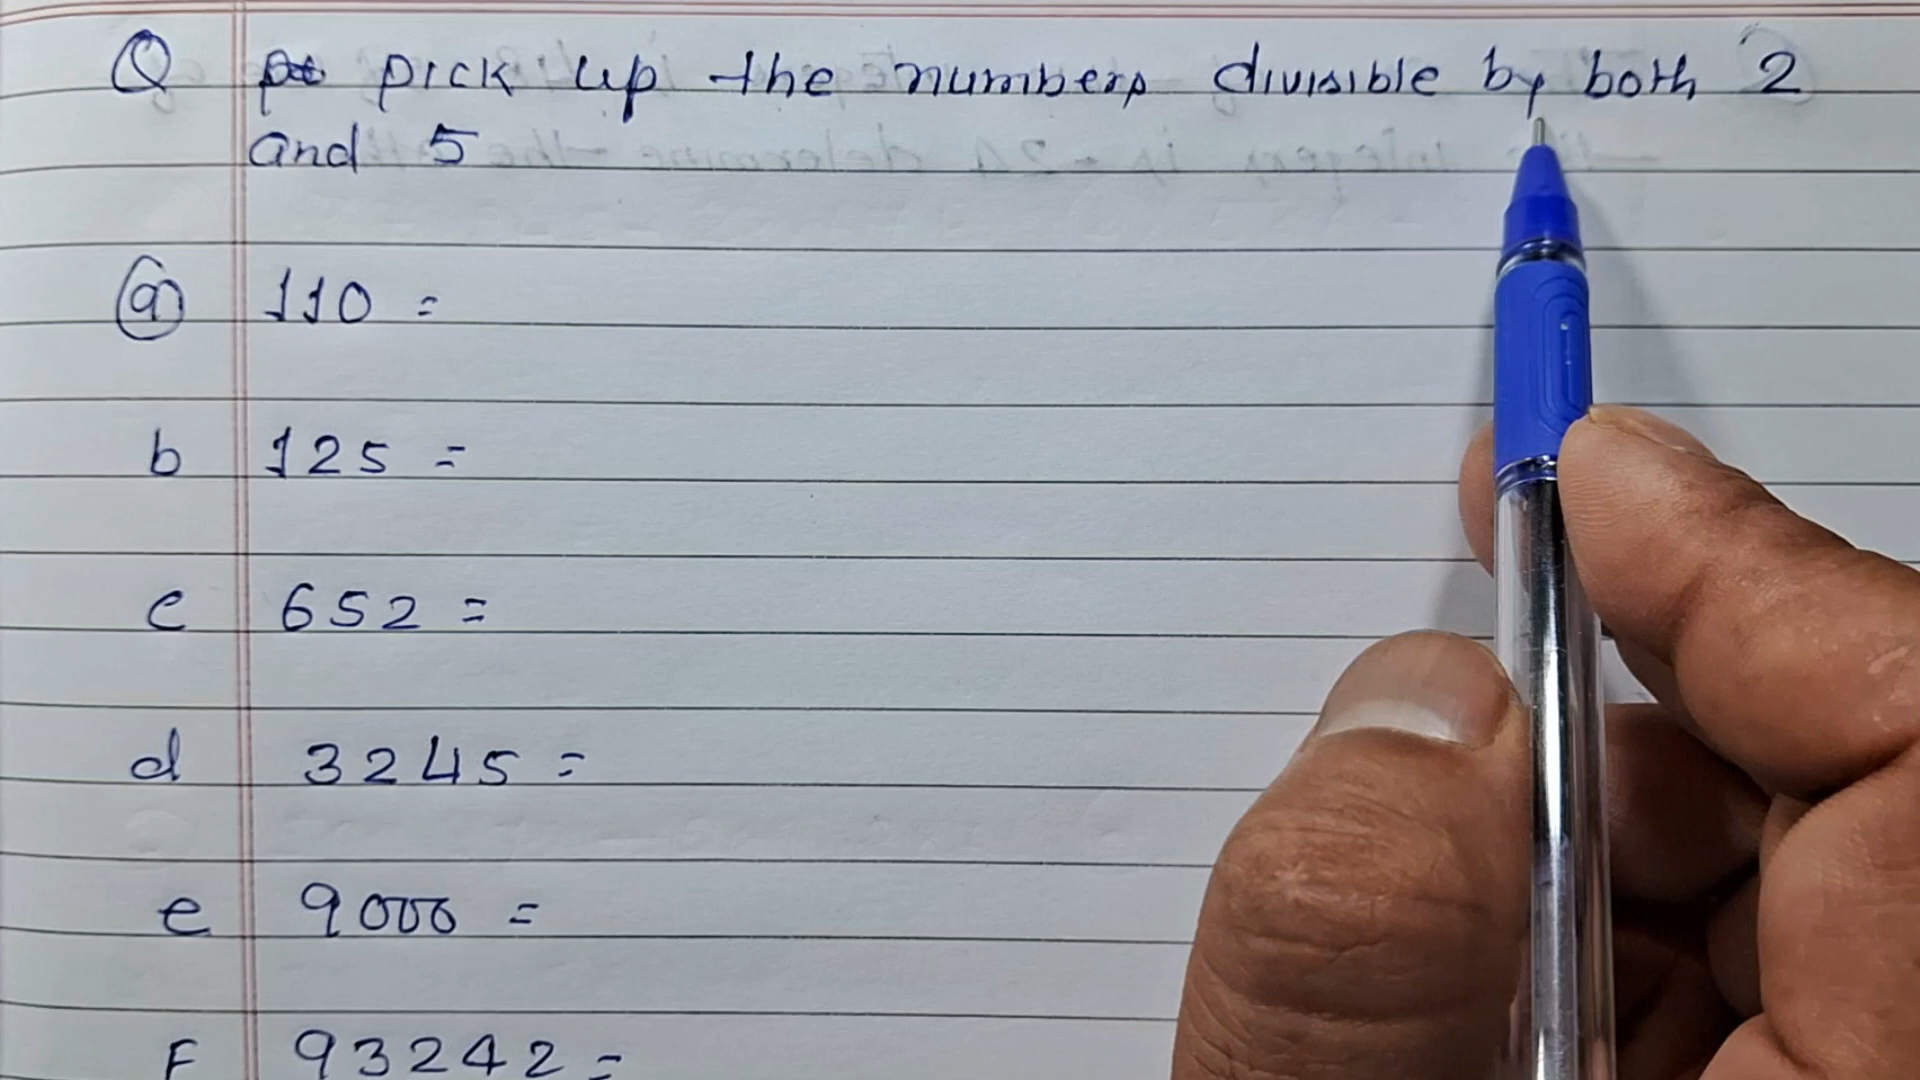 Q pick up the numbers divisible by both 2
and 5
a 110 =
b 125 =
c 652 =
d 3245 =
e 9000 =
F 93242 =